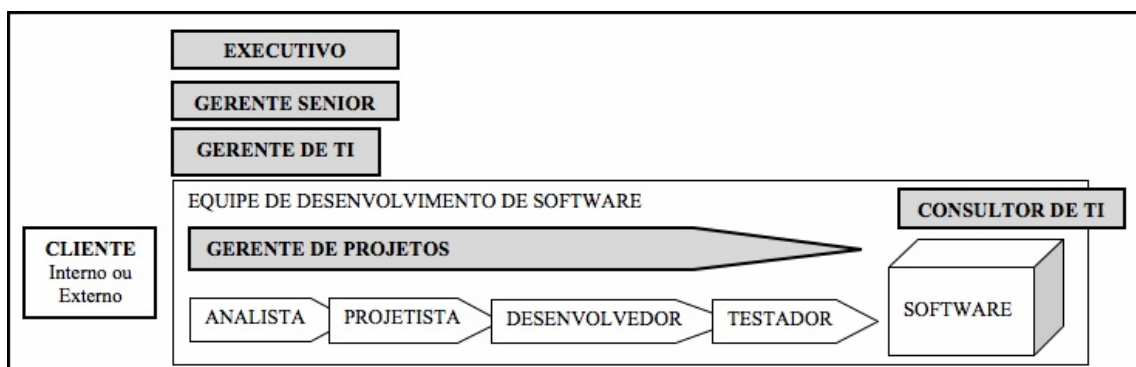 EXECUTIVO
GERENTE SENIOR
GERENTE DE TI
EQUIPE DE DESENVOLVIMENTO DE SOFTWARE
CONSULTOR DE TI
CLIENTE
Interno ou
Externo
GERENTE DE PROJETOS
ANALISTA
PROJETISTA
DESENVOLVEDOR
TESTADOR
SOFTWARE